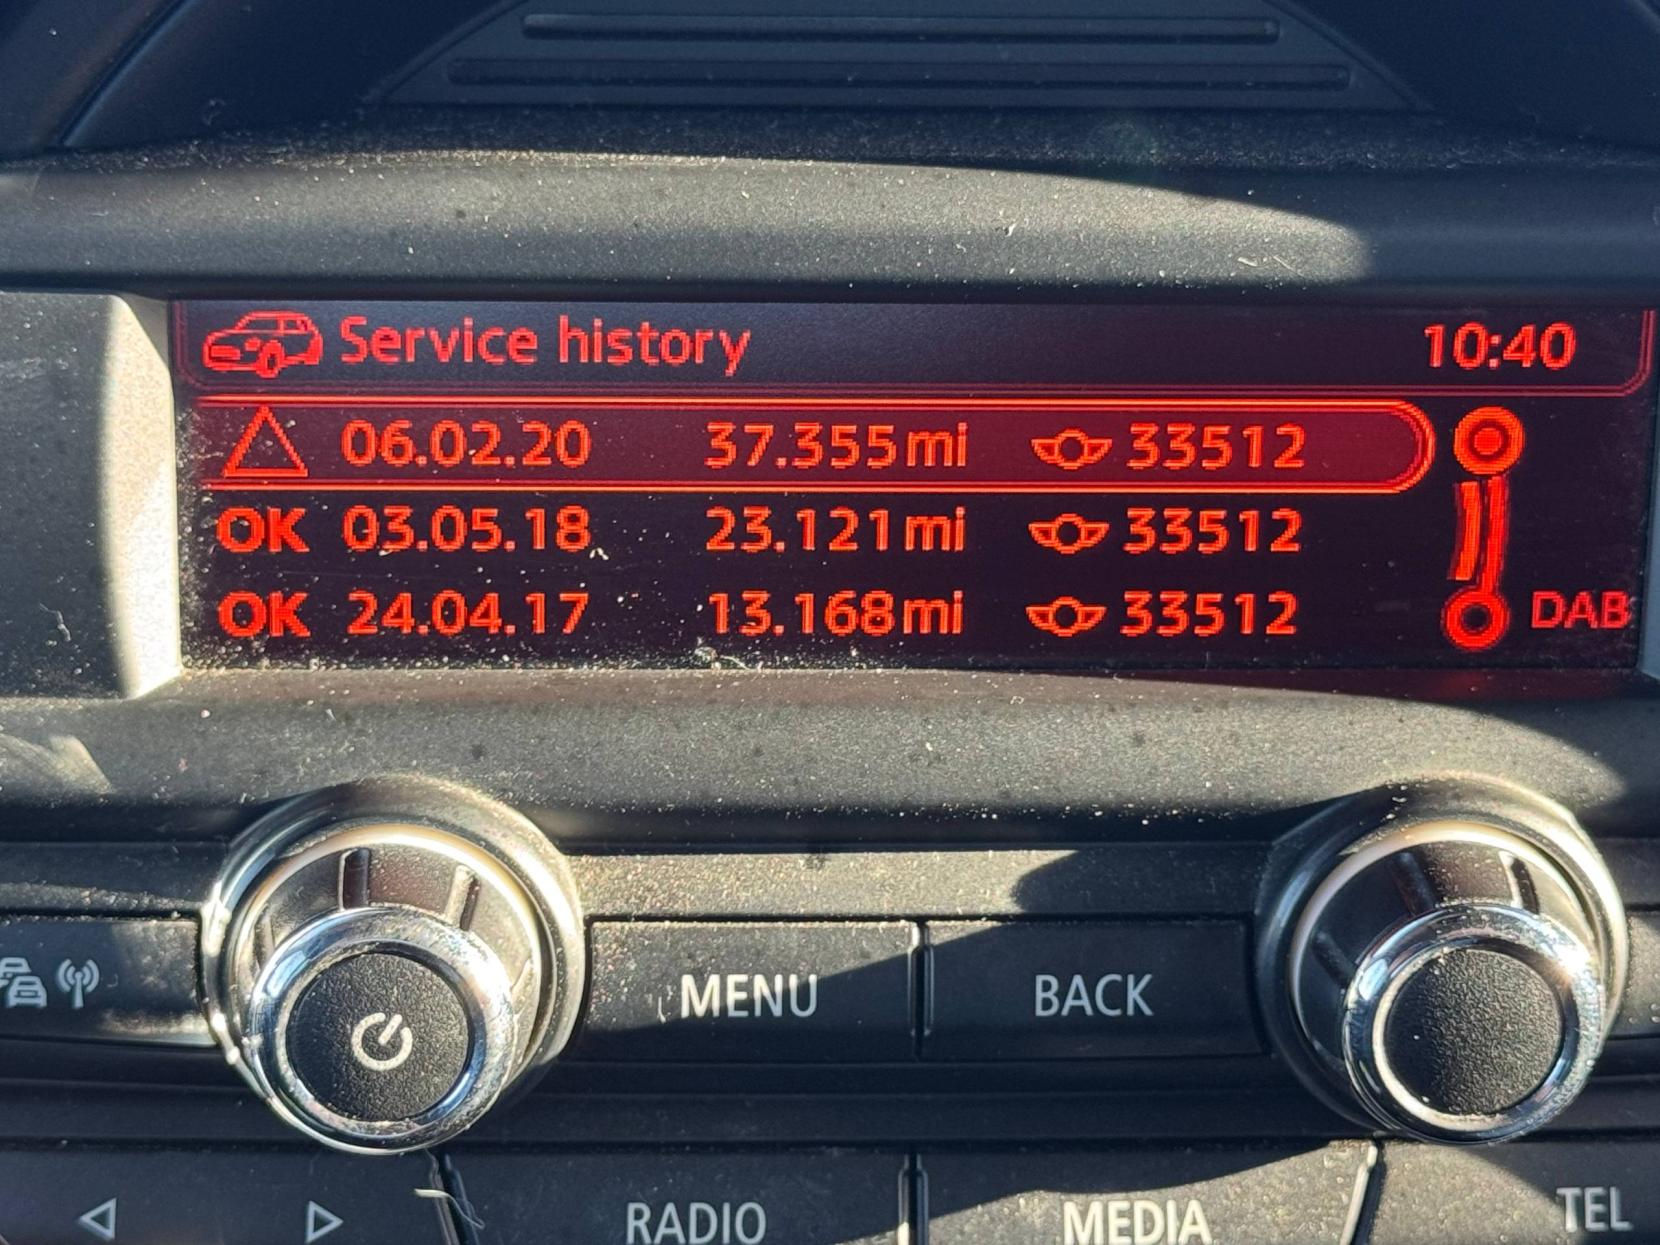 Service history 10:40
06.02.20 37.355mi 33512
OK 03.05.18 23.121mi 33512
OK 24.04.17 13.168mi 33512
DAB
MENU BACK
RADIO MEDIA TEL